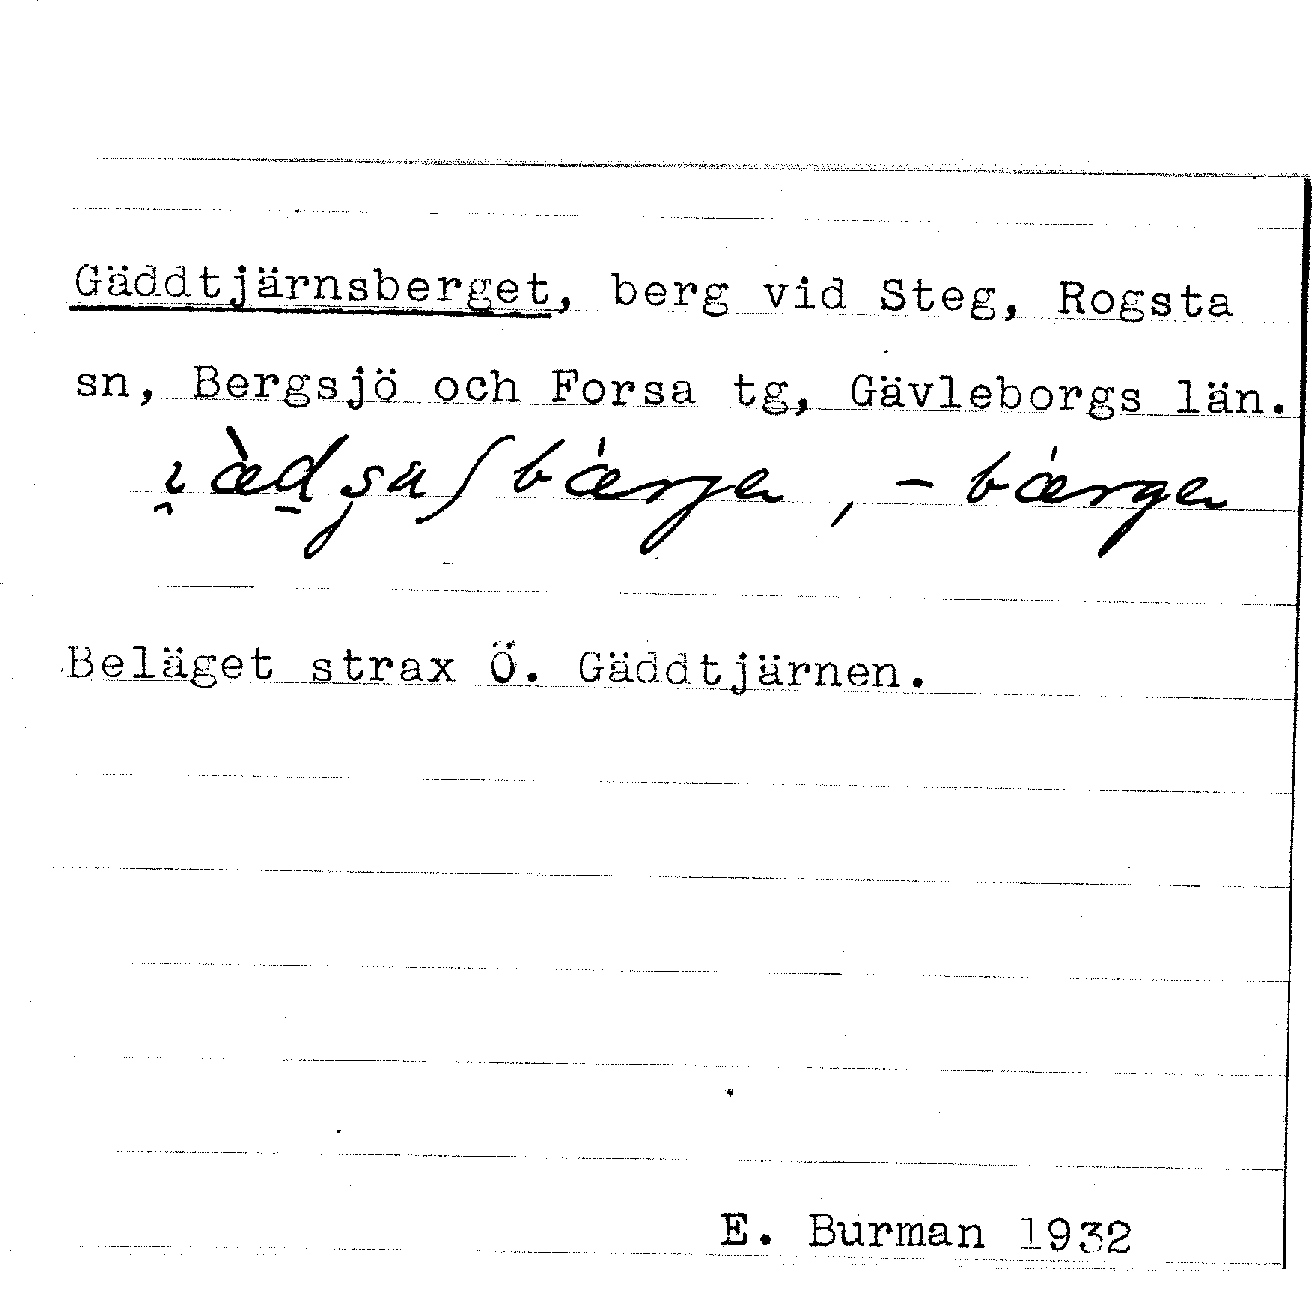 Gäddtjärnsberget, berg vid Steg, Rogsta
sn, Bergsjö och Forsa tg, Gävleborgs län.
Beläget strax Ö. Gäddtjärnen.
E. Burman 1932